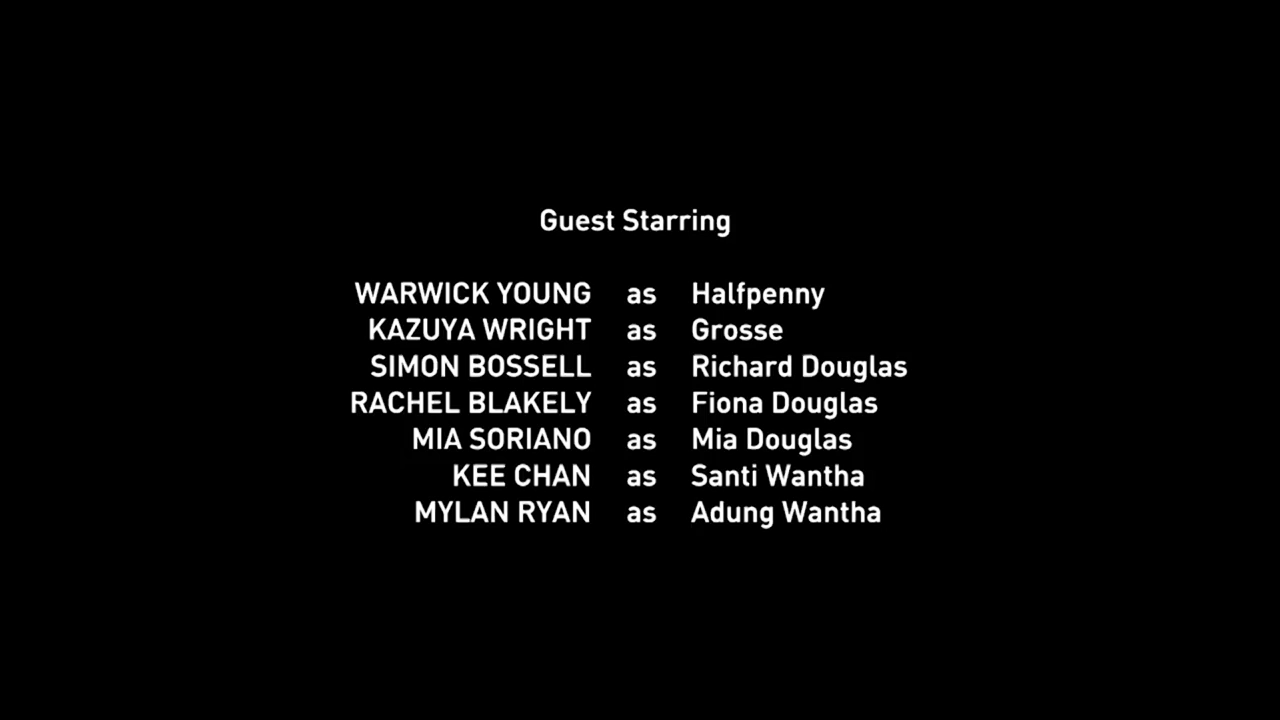 Guest Starring
WARWICK YOUNG as Halfpenny
KAZUYA WRIGHT as Grosse
SIMON BOSSELL as Richard Douglas
RACHEL BLAKELY as Fiona Douglas
MIA SORIANO as Mia Douglas
KEE CHAN as Santi Wantha
MYLAN RYAN as Adung Wantha